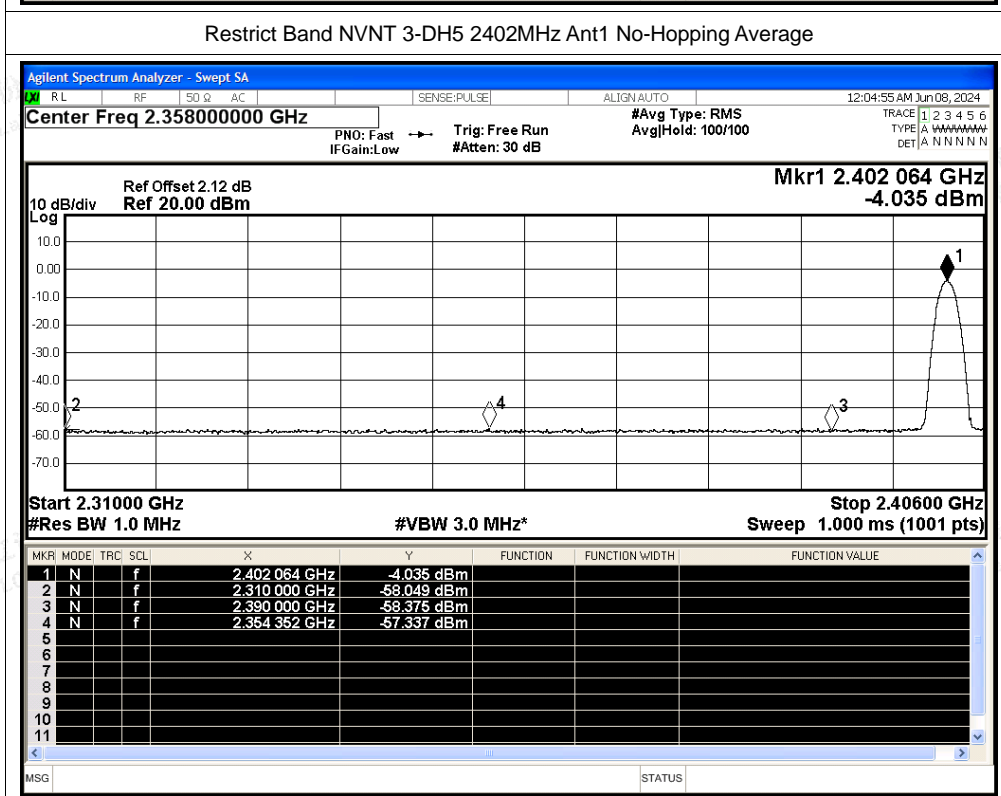 Restrict Band NVNT 3-DH5 2402MHz Ant1 No-Hopping Average
Agilent Spectrum Analyzer - Swept SA
LXI RL RF 50 Ω AC SENSE:PULSE ALIGN AUTO 12:04:55 AM Jun 08, 2024
Center Freq 2.358000000 GHz #Avg Type: RMS TRACE 1 2 3 4 5 6
PNO: Fast Trig: Free Run Avg|Hold: 100/100 TYPE A WWWWW
IFGain:Low #Atten: 30 dB DET A N N N N N
Mkr1 2.402 064 GHz
Ref Offset 2.12 dB
10 dB/div Ref 20.00 dBm -4.035 dBm
Log
10.0
0.00
1
-10.0
-20.0
-30.0
-40.0
-50.0
2 4 3
-60.0
-70.0
Start 2.31000 GHz Stop 2.40600 GHz
#Res BW 1.0 MHz #VBW 3.0 MHz* Sweep 1.000 ms (1001 pts)
MKR MODE TRC SCL X Y FUNCTION FUNCTION WIDTH FUNCTION VALUE
1 N f 2.402 064 GHz -4.035 dBm
2 N f 2.310 000 GHz -58.049 dBm
3 N f 2.390 000 GHz -58.375 dBm
4 N f 2.354 352 GHz -57.337 dBm
5
6
7
8
9
10
11
MSG STATUS